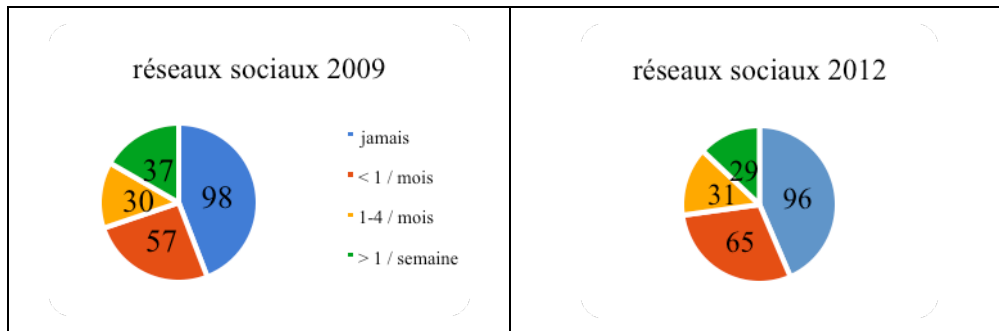 réseaux sociaux 2009
98
57
30
37
jamais
< 1 / mois
1-4 / mois
> 1 / semaine
réseaux sociaux 2012
96
65
31
29